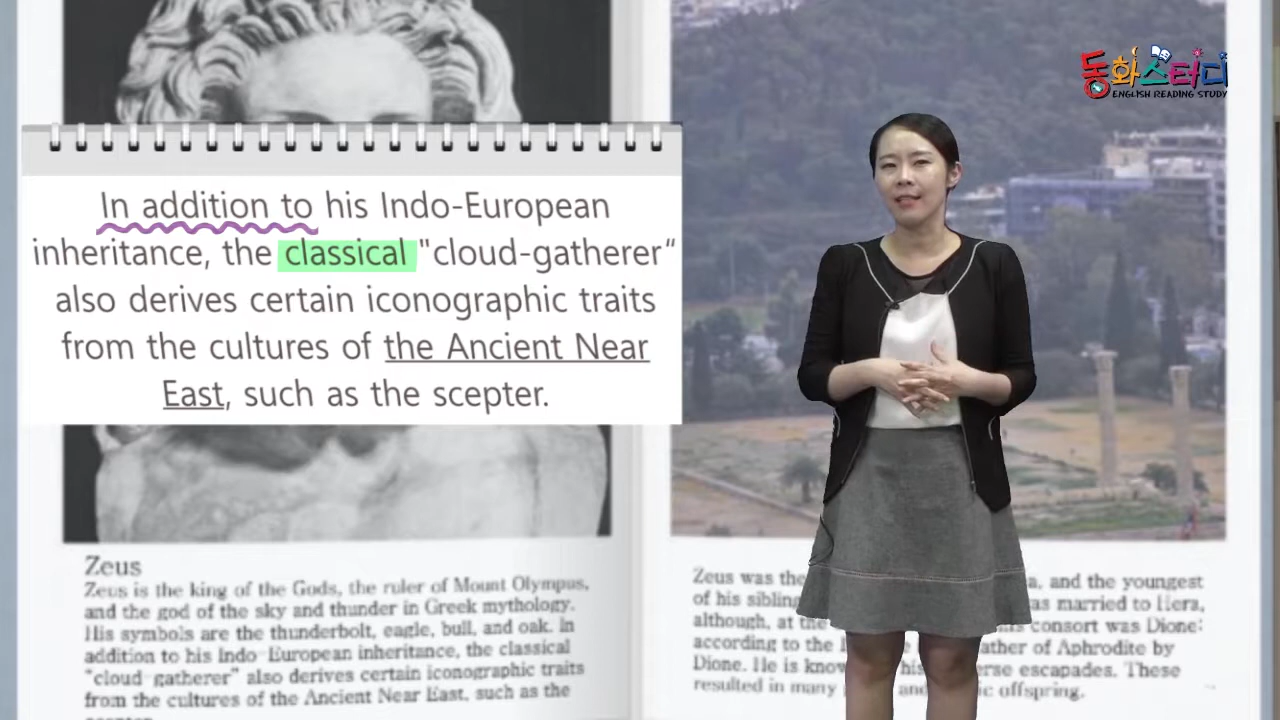 동화스터디
ENGLISH READING STUDY
In addition to his Indo-European
inheritance, the classical "cloud-gatherer"
also derives certain iconographic traits
from the cultures of the Ancient Near
East, such as the scepter.
Zeus
Zeus is the king of the Gods, the ruler of Mount Olympus,
and the god of the sky and thunder in Greek mythology.
His symbols are the thunderbolt, eagle, bull, and oak. In
addition to his Indo European inheritance, the classical
"cloud-gatherer" also derives certain iconographic traits
from the cultures of the Ancient Near East, such as the
Zeus was the a, and the youngest
of his sibling as married to Hera,
although, at the consort was Dione:
according to the ather of Aphrodite by
Dione. He is know his erse escapades. These
resulted in many and ic offspring.